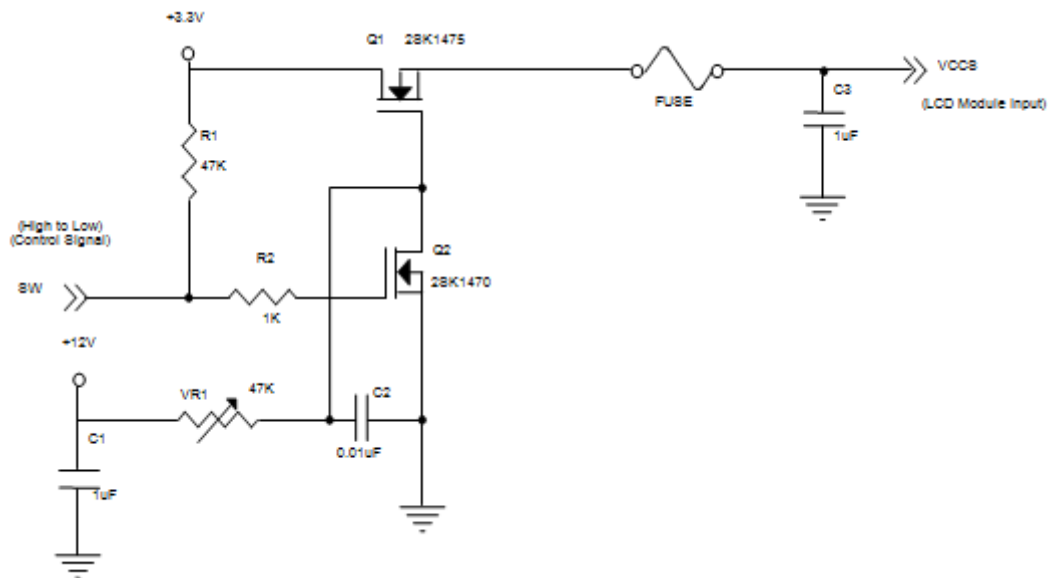 +3.3V
Q1 2SK1475
VCCS
FUSE
C3
(LCD Module Input)
R1
1uF
47K
(High to Low)
(Control Signal)
Q2
R2
SW
2SK1470
1K
+12V
VR1
47K
C2
C1
0.01uF
1uF